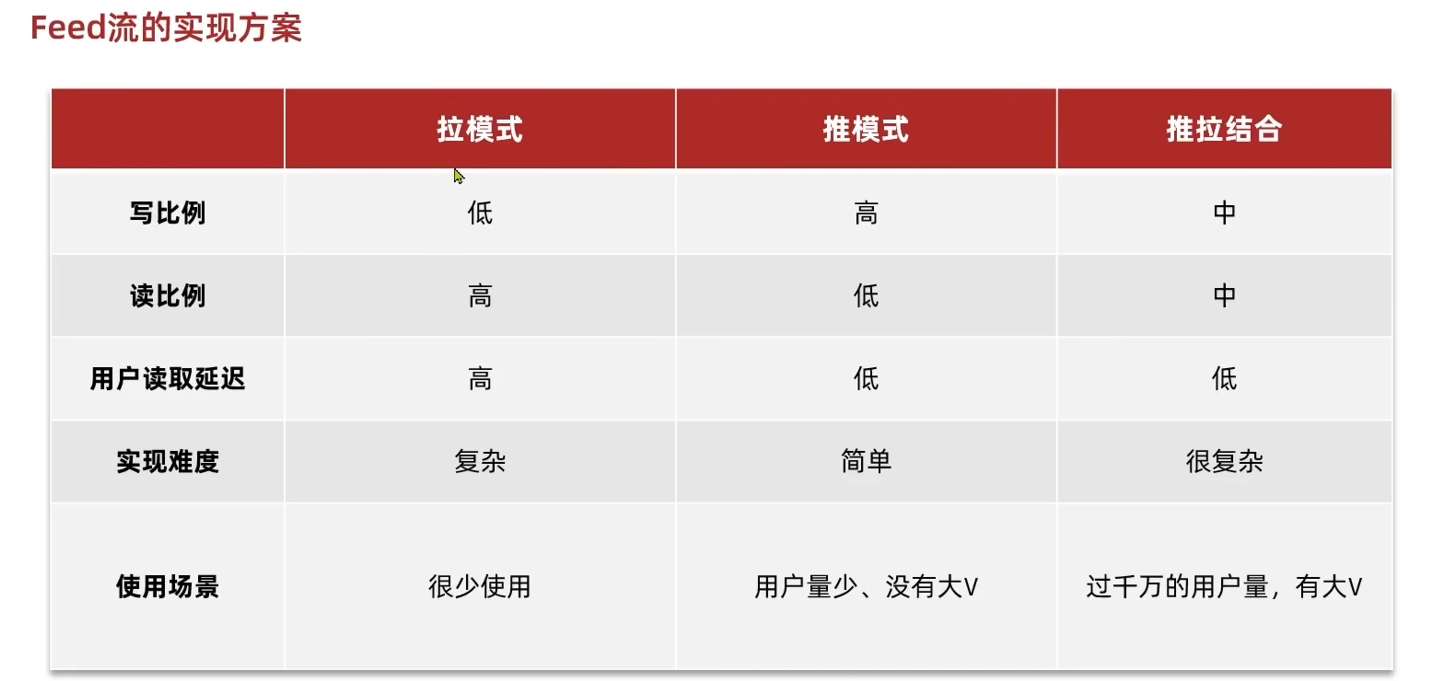 Feed流的实现方案
拉模式 推模式 推拉结合
写比例 低 高 中
读比例 高 低 中
用户读取延迟 高 低 低
实现难度 复杂 简单 很复杂
使用场景 很少使用 用户量少、没有大V 过千万的用户量，有大V